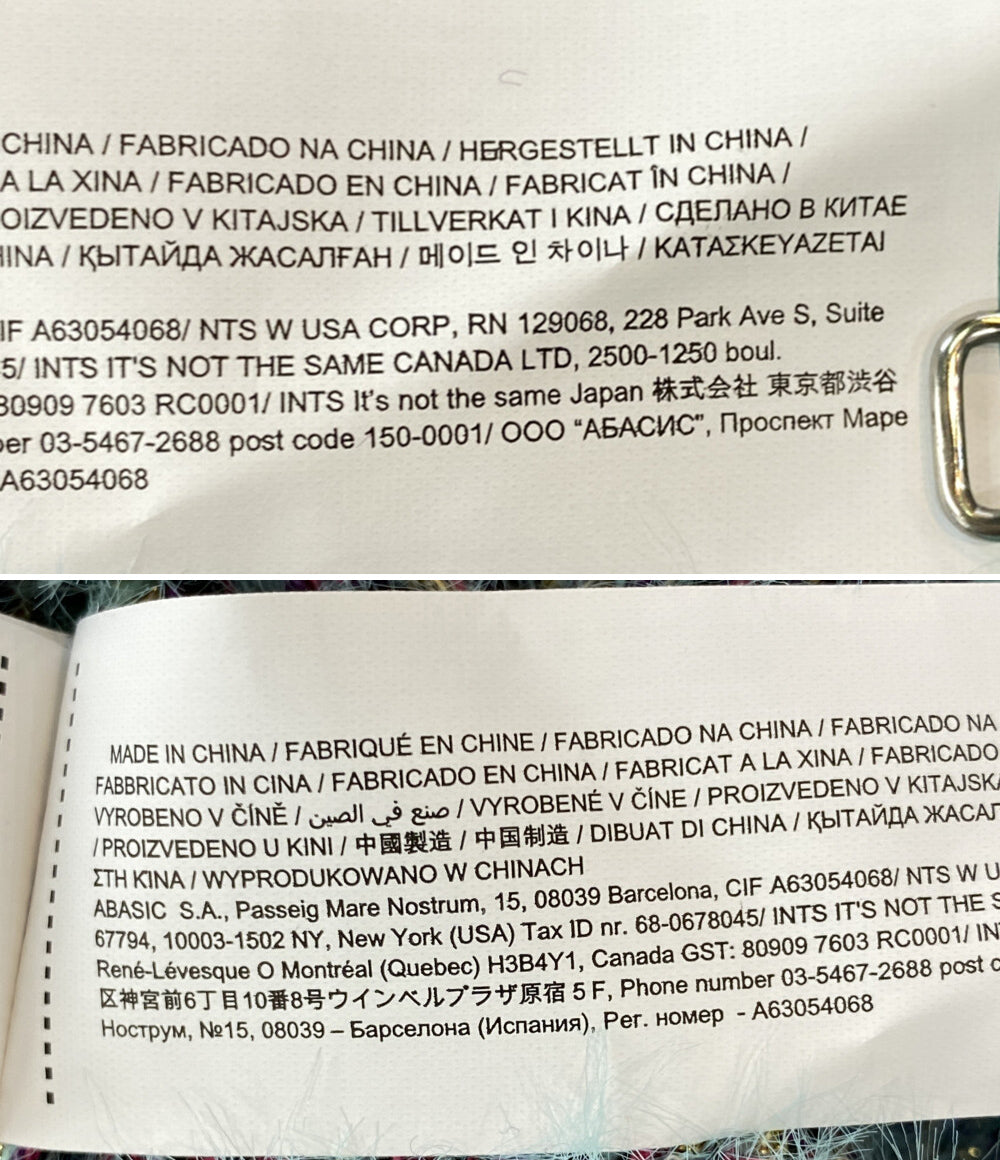 CHINA / FABRICADO NA CHINA / HERGESTELLT IN CHINA /
A LA XINA / FABRICADO EN CHINA / FABRICAT ÎN CHINA /
OIZVEDENO V KITAJSKA / TILLVERKAT I KINA / СДЕЛАНО В КИТАЕ
HINA / ҚЫТАЙДА ЖАСАЛҒАН / 메이드 인 차이나 / ΚΑΤΑΣΚΕΥΑΖΕΤΑΙ
IF A63054068/ NTS W USA CORP, RN 129068, 228 Park Ave S, Suite
5/ INTS IT'S NOT THE SAME CANADA LTD, 2500-1250 boul.
80909 7603 RC0001/ INTS It's not the same Japan 株式会社 東京都渋谷
er 03-5467-2688 post code 150-0001/ ООО “АБАСИС”, Проспект Маре
A63054068
MADE IN CHINA / FABRIQUÉ EN CHINE / FABRICADO NA CHINA / FABRICADO NA
FABBRICATO IN CINA / FABRICADO EN CHINA / FABRICAT A LA XINA / FABRICADO
VYROBENO V ČÍNĚ / صنع في الصين / VYROBENÉ V ČÍNE / PROIZVEDENO V KITAJSKA
/ PROIZVEDENO U KINI / 中國製造 / 中国制造 / DIBUAT DI CHINA / ҚЫТАЙДА ЖАСАЛ
ΣΤΗ ΚΙΝΑ / WYPRODUKOWANO W CHINACH
ABASIC S.A., Passeig Mare Nostrum, 15, 08039 Barcelona, CIF A63054068/ NTS W U
67794, 10003-1502 NY, New York (USA) Tax ID nr. 68-0678045/ INTS IT'S NOT THE S
René-Lévesque O Montréal (Quebec) H3B4Y1, Canada GST: 80909 7603 RC0001/ IN
区神宮前6丁目10番8号ウインベルプラザ原宿 5 F, Phone number 03-5467-2688 post c
Нострум, №15, 08039 – Барселона (Испания), Рег. номер - A63054068